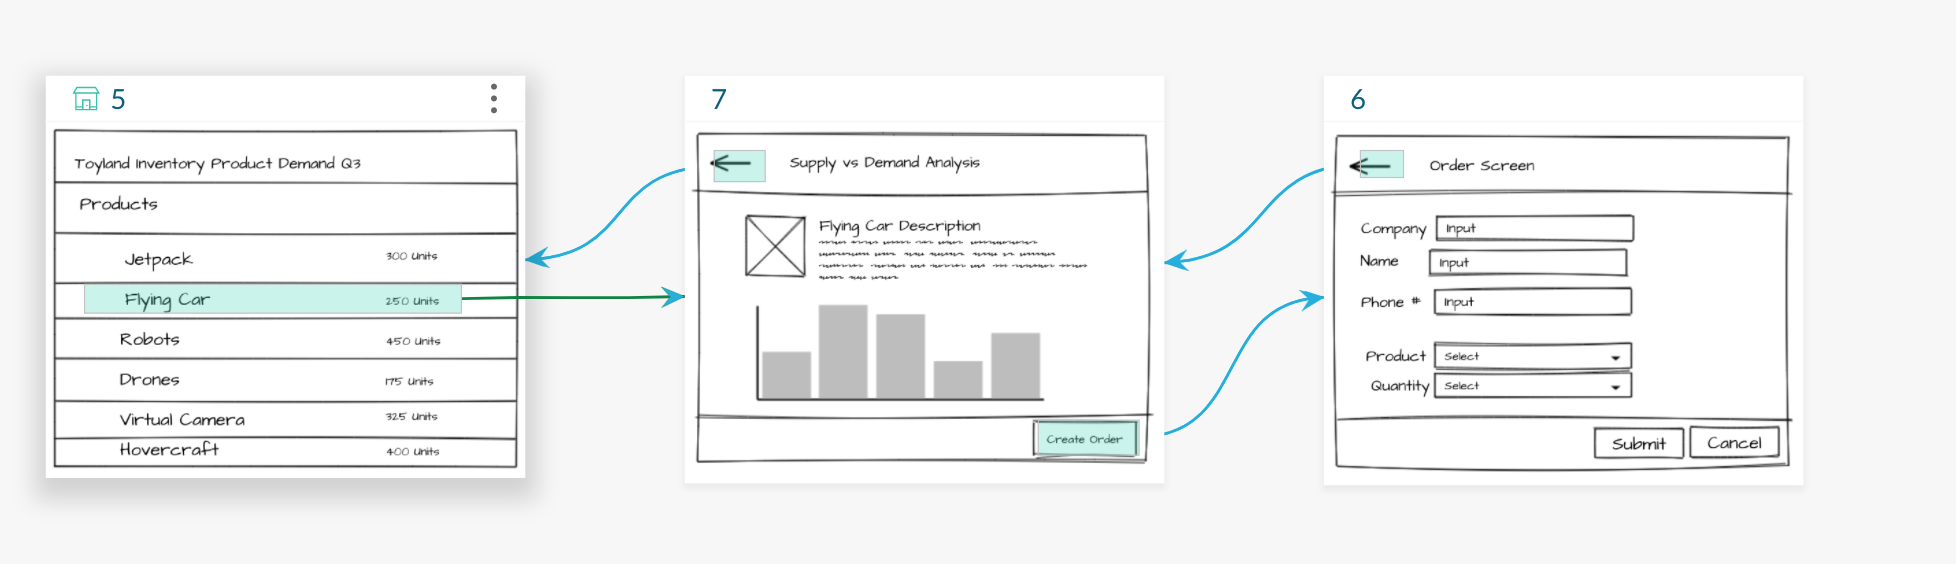 5
Toyland Inventory Product Demand Q3
Products
Jetpack 300 Units
Flying Car 250 Units
Robots 450 Units
Drones 175 Units
Virtual Camera 325 Units
Hovercraft 400 Units
7
Supply vs Demand Analysis
Flying Car Description
Create Order
6
Order Screen
Company Input
Name Input
Phone # Input
Product Select
Quantity Select
Submit Cancel